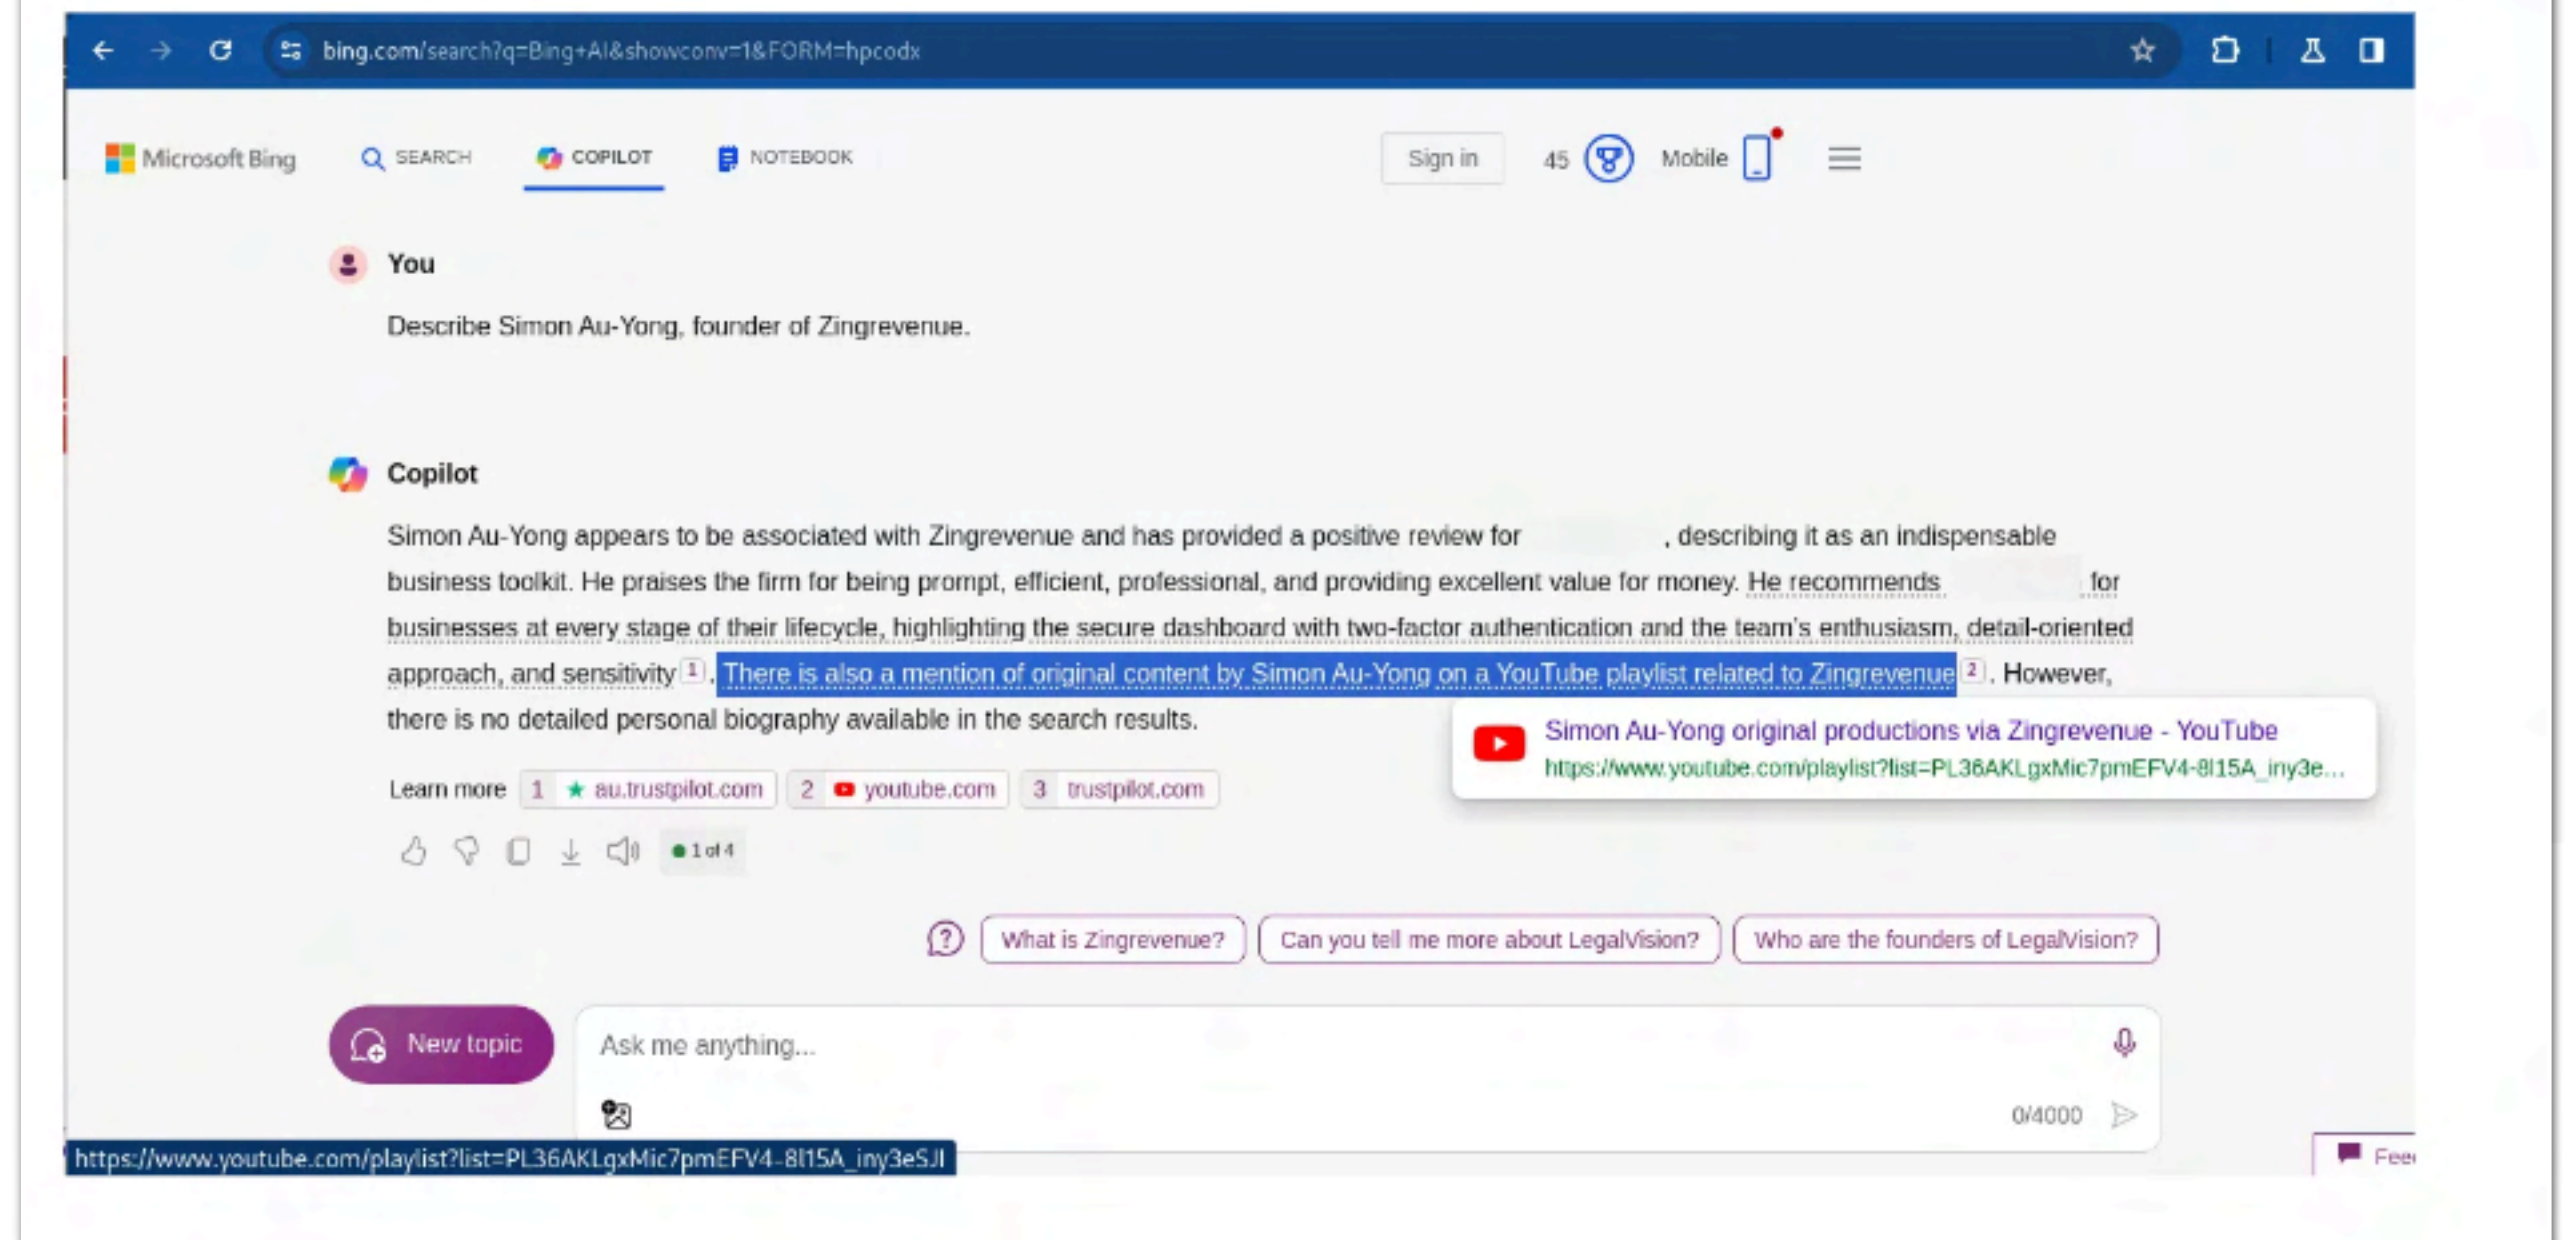 bing.com/search?q=Bing+AI&showconv=1&FORM=hpcodx
Microsoft Bing SEARCH COPILOT NOTEBOOK Sign in 45 Mobile
You
Describe Simon Au-Yong, founder of Zingrevenue.
Copilot
Simon Au-Yong appears to be associated with Zingrevenue and has provided a positive review for , describing it as an indispensable
business toolkit. He praises the firm for being prompt, efficient, professional, and providing excellent value for money. He recommends for
businesses at every stage of their lifecycle, highlighting the secure dashboard with two-factor authentication and the team's enthusiasm, detail-oriented
approach, and sensitivity 1 . There is also a mention of original content by Simon Au-Yong on a YouTube playlist related to Zingrevenue 2 . However,
there is no detailed personal biography available in the search results.
Simon Au-Yong original productions via Zingrevenue - YouTube
https://www.youtube.com/playlist?list=PL36AKLgxMic7pmEFV4-8l15A_iny3e...
Learn more 1 au.trustpilot.com 2 youtube.com 3 trustpilot.com
1 of 4
What is Zingrevenue? Can you tell me more about LegalVision? Who are the founders of LegalVision?
New topic Ask me anything...
0/4000
https://www.youtube.com/playlist?list=PL36AKLgxMic7pmEFV4-8l15A_iny3eSJI
Fee